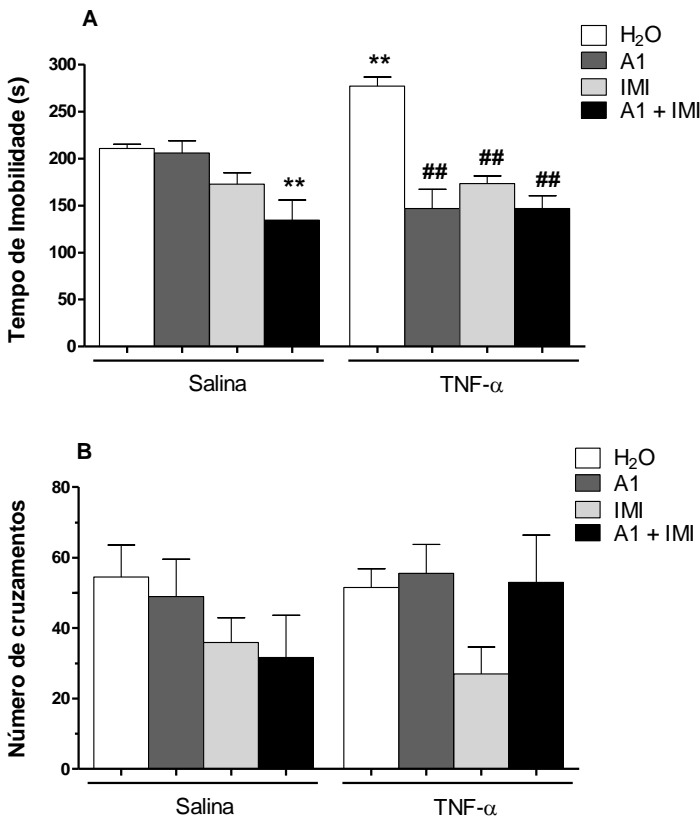 A
H₂O
A1
IMI
A1 + IMI
Tempo de Imobilidade (s)
300
250
200
150
100
50
0
**
**
##
##
##
Salina
TNF-α
B
H₂O
A1
IMI
A1 + IMI
Número de cruzamentos
80
60
40
20
0
Salina
TNF-α